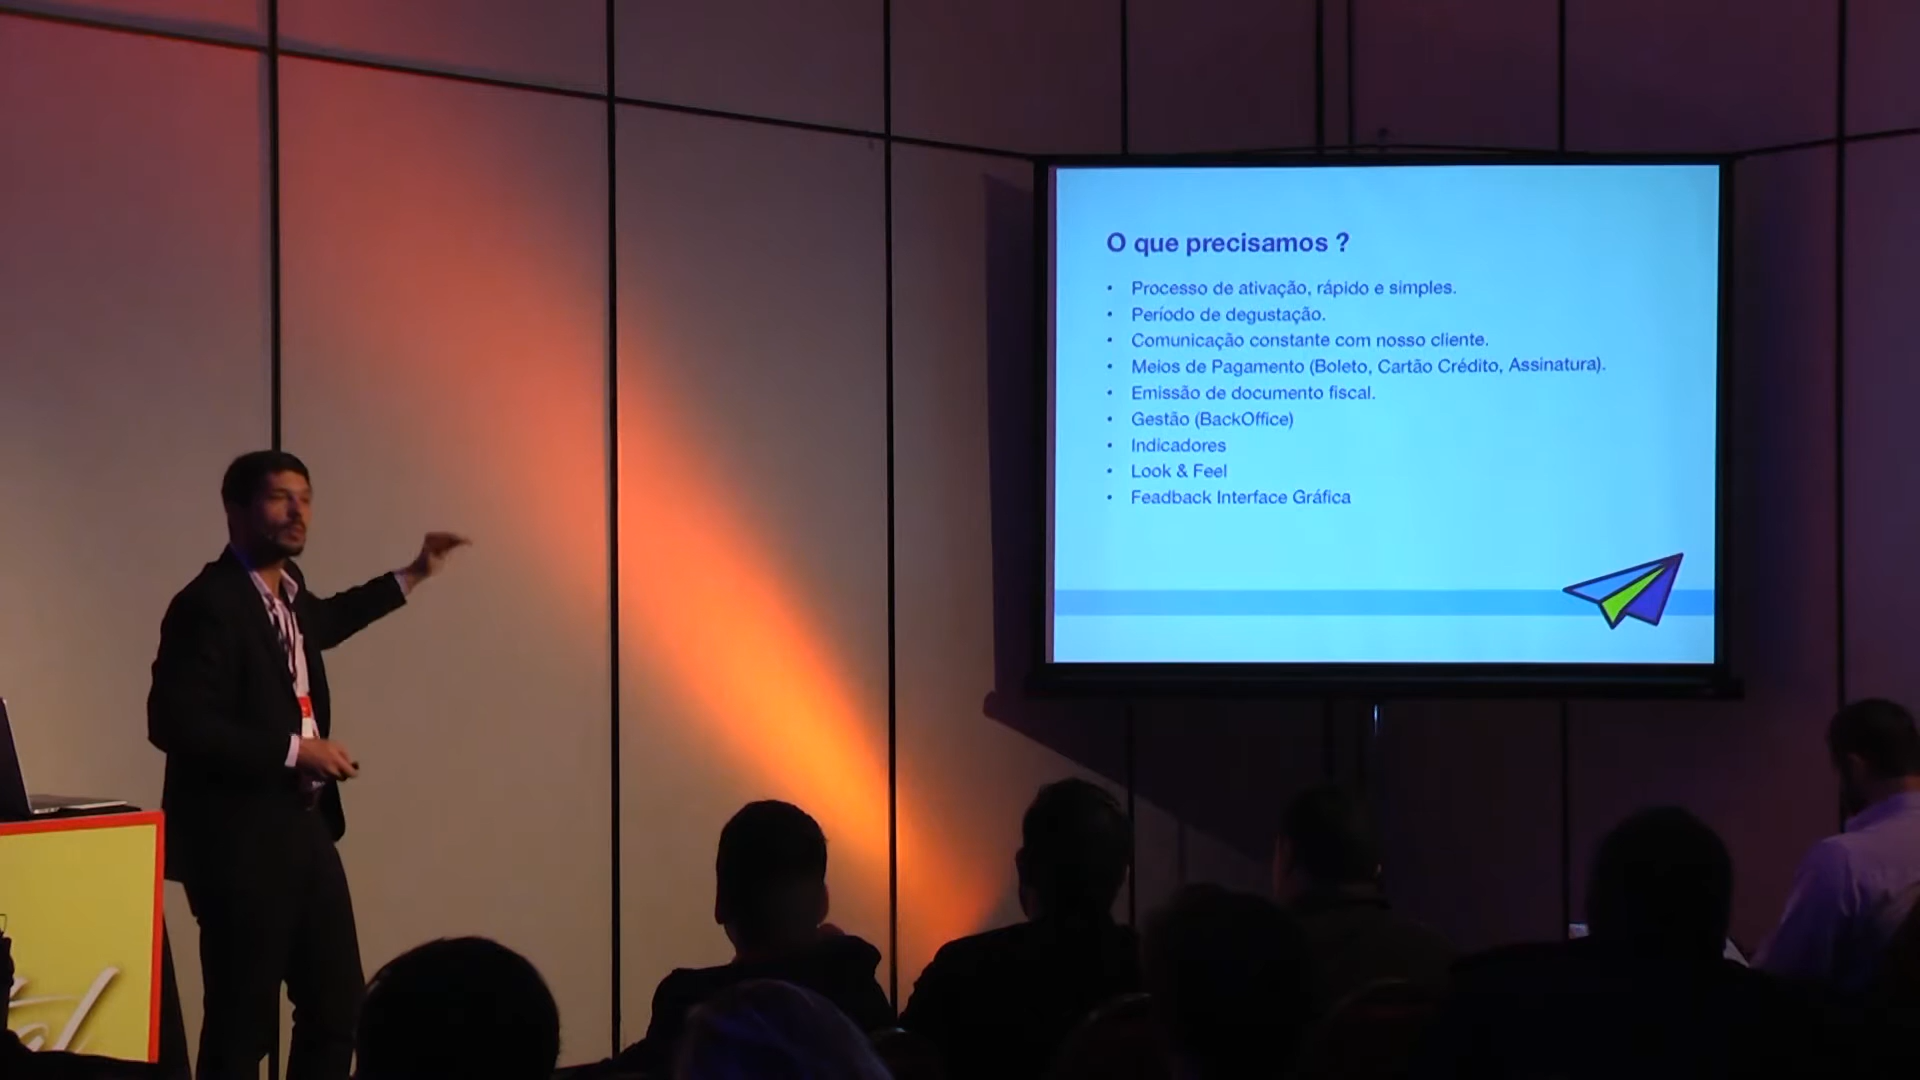 O que precisamos ?
• Processo de ativação, rápido e simples.
• Período de degustação.
• Comunicação constante com nosso cliente.
• Meios de Pagamento (Boleto, Cartão Crédito, Assinatura).
• Emissão de documento fiscal.
• Gestão (BackOffice)
• Indicadores
• Look & Feel
• Feadback Interface Gráfica